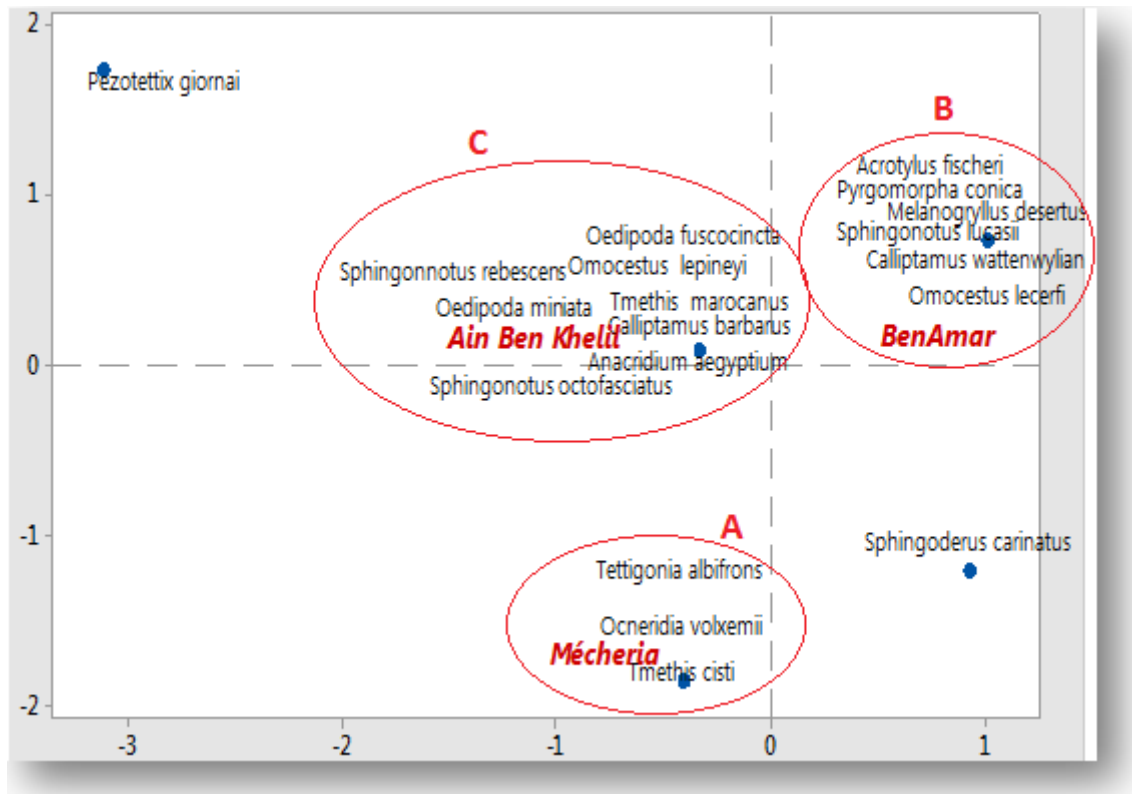 2
Pezotettix giornai
B
C
Acrotylus fischeri
Pyrgomorpha conica
1
Melanogryllus desertus
Oedipoda fuscocincta
Sphingonotus lucasii
Sphingonnotus rebescens
Omocestus lepineyi
Calliptamus wattenwylian
Oedipoda miniata
Tmethis marocanus
Omocestus lecerfi
Ain Ben Khelil
Calliptamus barbarus
BenAmar
0
Anacridium aegyptium
Sphingonotus octofasciatus
-1
A
Sphingoderus carinatus
Tettigonia albifrons
Ocneridia volxemii
Mécheria
Tmethis cisti
-2
-3 -2 -1 0 1